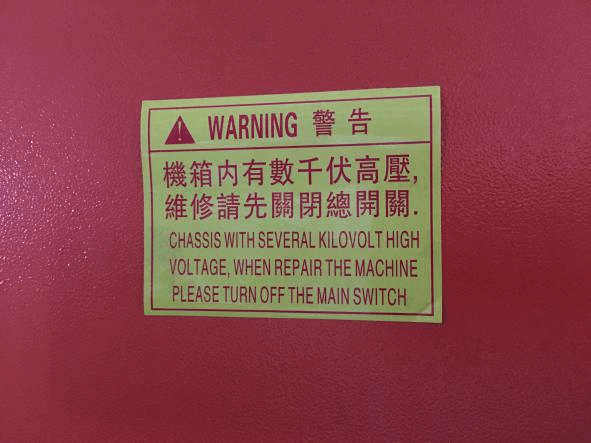 WARNING 警告
機箱内有數千伏高壓,
維修請先關閉總開關.
CHASSIS WITH SEVERAL KILOVOLT HIGH
VOLTAGE, WHEN REPAIR THE MACHINE
PLEASE TURN OFF THE MAIN SWITCH